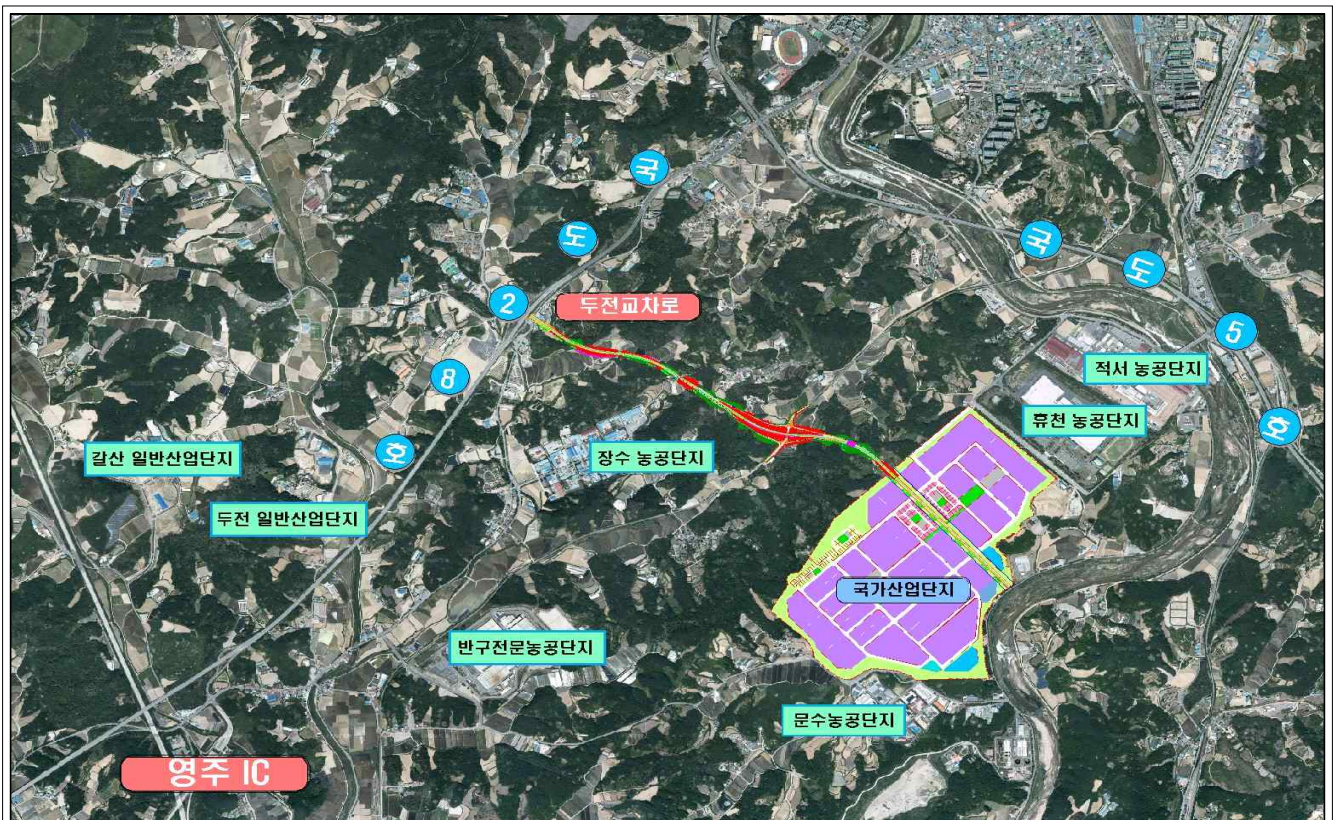 국도28호
국도5호
두전교차로
적서 농공단지
휴천 농공단지
갈산 일반산업단지
장수 농공단지
두전 일반산업단지
국가산업단지
반구전문농공단지
문수농공단지
영주 IC